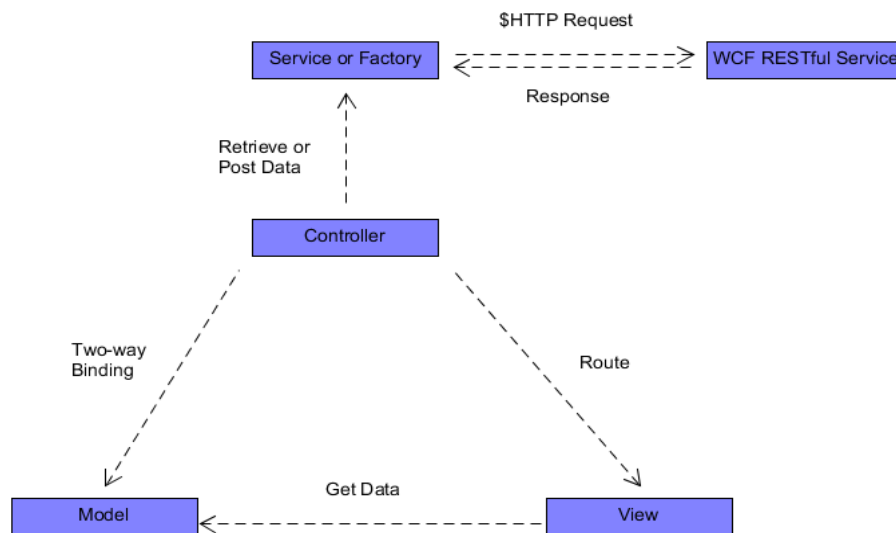 $HTTP Request
Service or Factory
WCF RESTful Service
Response
Retrieve or
Post Data
Controller
Two-way
Binding
Route
Get Data
Model
View